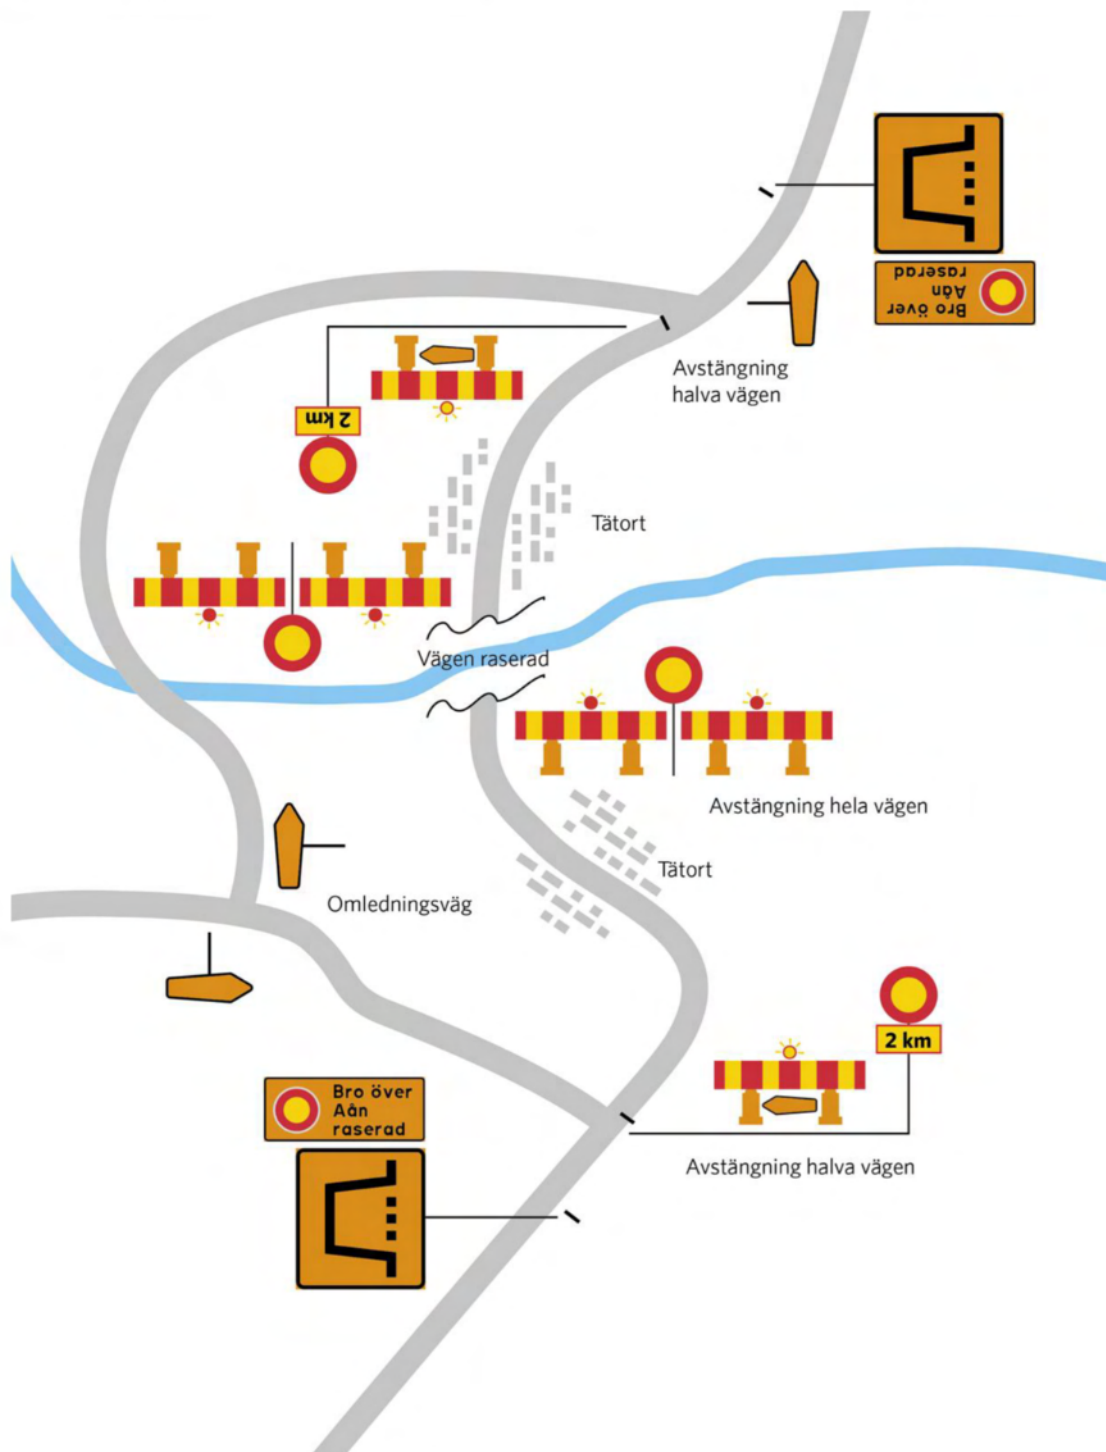 Bro över
Aån
raserad
Avstängning
halva vägen
2 km
Tätort
Vägen raserad
Avstängning hela vägen
Tätort
Omledningsväg
2 km
Bro över
Aån
raserad
Avstängning halva vägen